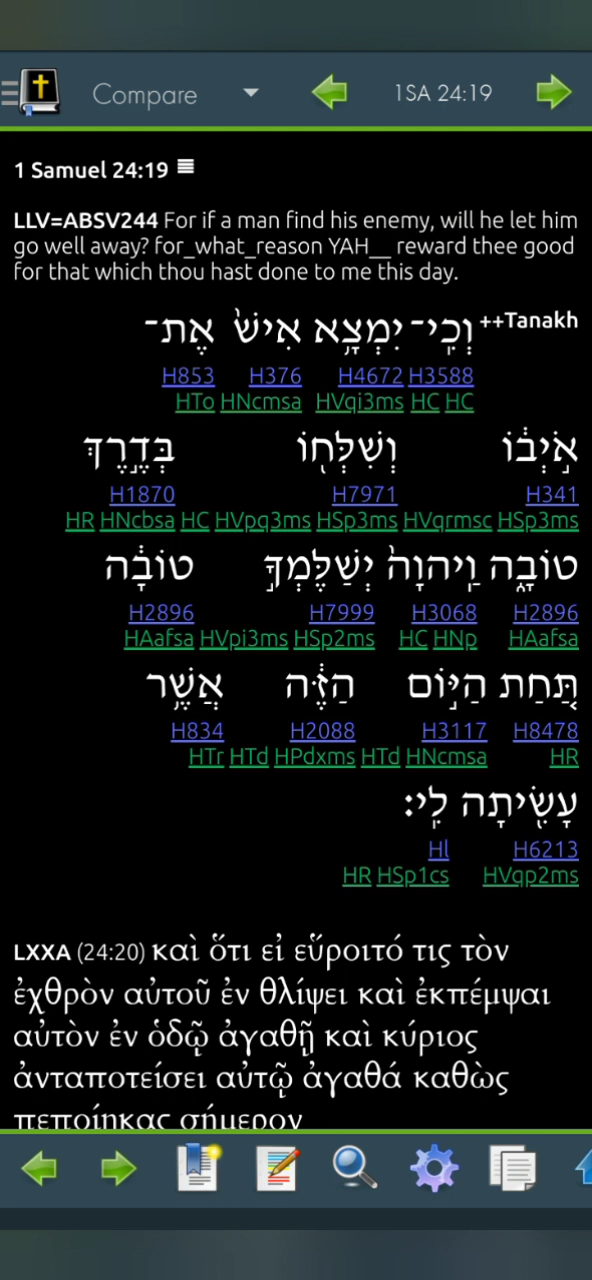 Compare 1SA 24:19
1 Samuel 24:19
LLV=ABSV244 For if a man find his enemy, will he let him
go well away? for_what_reason YAH__ reward thee good
for that which thou hast done to me this day.
++Tanakh וְכִֽי־יִמְצָ֥א אִישׁ֙ אֶת־
H853 H376 H4672 H3588
HTo HNcmsa HVqi3ms HC HC
אֹ֣יְב֔וֹ וְשִׁלְּח֖וֹ בְּדֶ֣רֶךְ
H1870 H7971 H341
HR HNcbsa HC HVpq3ms HSp3ms HVqrmsc HSp3ms
טוֹבָ֑ה וַֽיהוָה֙ יְשַׁלֶּמְךָ֣ טוֹבָ֔ה
H2896 H7999 H3068 H2896
HAafsa HVpi3ms HSp2ms HC HNp HAafsa
תַּ֚חַת הַיּ֣וֹם הַזֶּ֔ה אֲשֶׁ֥ר
H834 H2088 H3117 H8478
HTr HTd HPdxms HTd HNcmsa HR
עָשִׂ֖יתָה לִֽי׃
Hl H6213
HR HSp1cs HVqp2ms
LXXA (24:20) καὶ ὅτι εἰ εὕροιτό τις τὸν
ἐχθρὸν αὐτοῦ ἐν θλίψει καὶ ἐκπέμψαι
αὐτὸν ἐν ὁδῷ ἀγαθῇ καὶ κύριος
ἀνταποτείσει αὐτῷ ἀγαθά καθὼς
πεποίηκας σήμερον